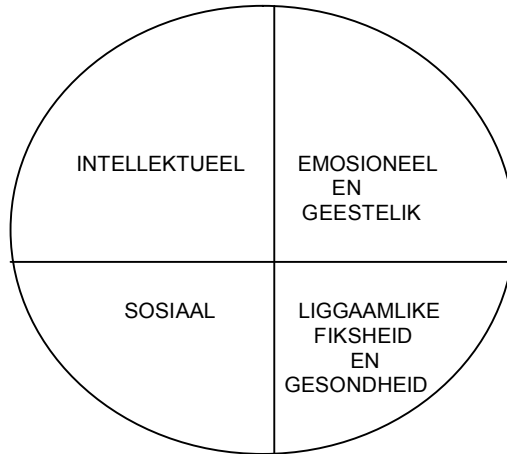 INTELLEKTUEEL
EMOSIONEEL
EN
GEESTELIK
SOSIAAL
LIGGAAMLIKE
FIKSHEID
EN
GESONDHEID